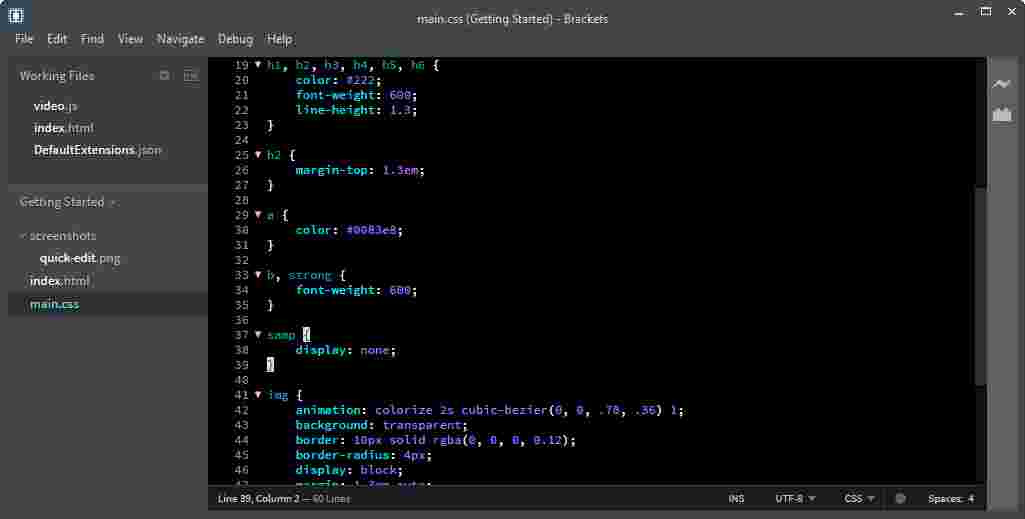 main.css (Getting Started) - Brackets
File Edit Find View Navigate Debug Help
Working Files
video.js
index.html
DefaultExtensions.json
Getting Started
screenshots
quick-edit.png
index.html
main.css
19 h1, h2, h3, h4, h5, h6 {
20 color: #222;
21 font-weight: 600;
22 line-height: 1.3;
23 }
24
25 h2 {
26 margin-top: 1.3em;
27 }
28
29 a {
30 color: #0083e8;
31 }
32
33 b, strong {
34 font-weight: 600;
35 }
36
37 samp {
38 display: none;
39 }
40
41 img {
42 animation: colorize 2s cubic-bezier(0, 0, .78, .36) 1;
43 background: transparent;
44 border: 10px solid rgba(0, 0, 0, 0.12);
45 border-radius: 4px;
46 display: block;
Line 39, Column 2 — 60 Lines
INS UTF-8 CSS Spaces: 4